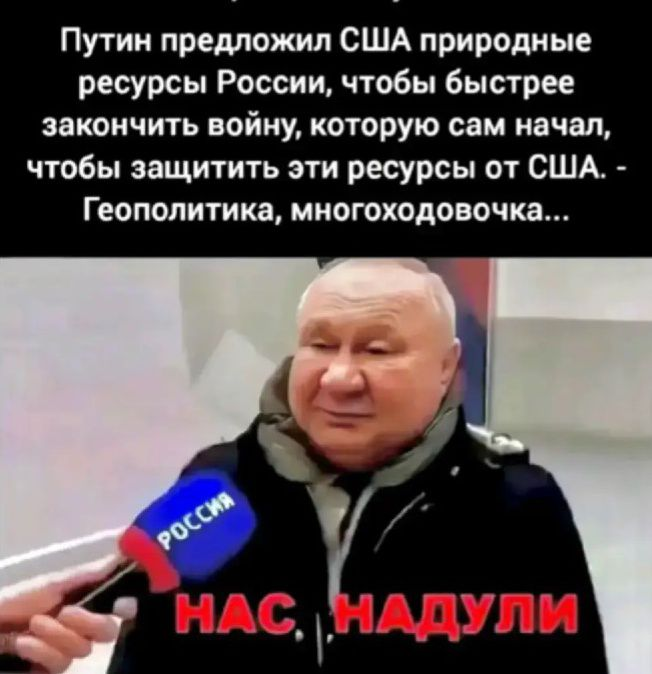 Путин предложил США природные
ресурсы России, чтобы быстрее
закончить войну, которую сам начал,
чтобы защитить эти ресурсы от США. -
Геополитика, многоходовочка...
РОССИЯ
НАС, НАДУЛИ